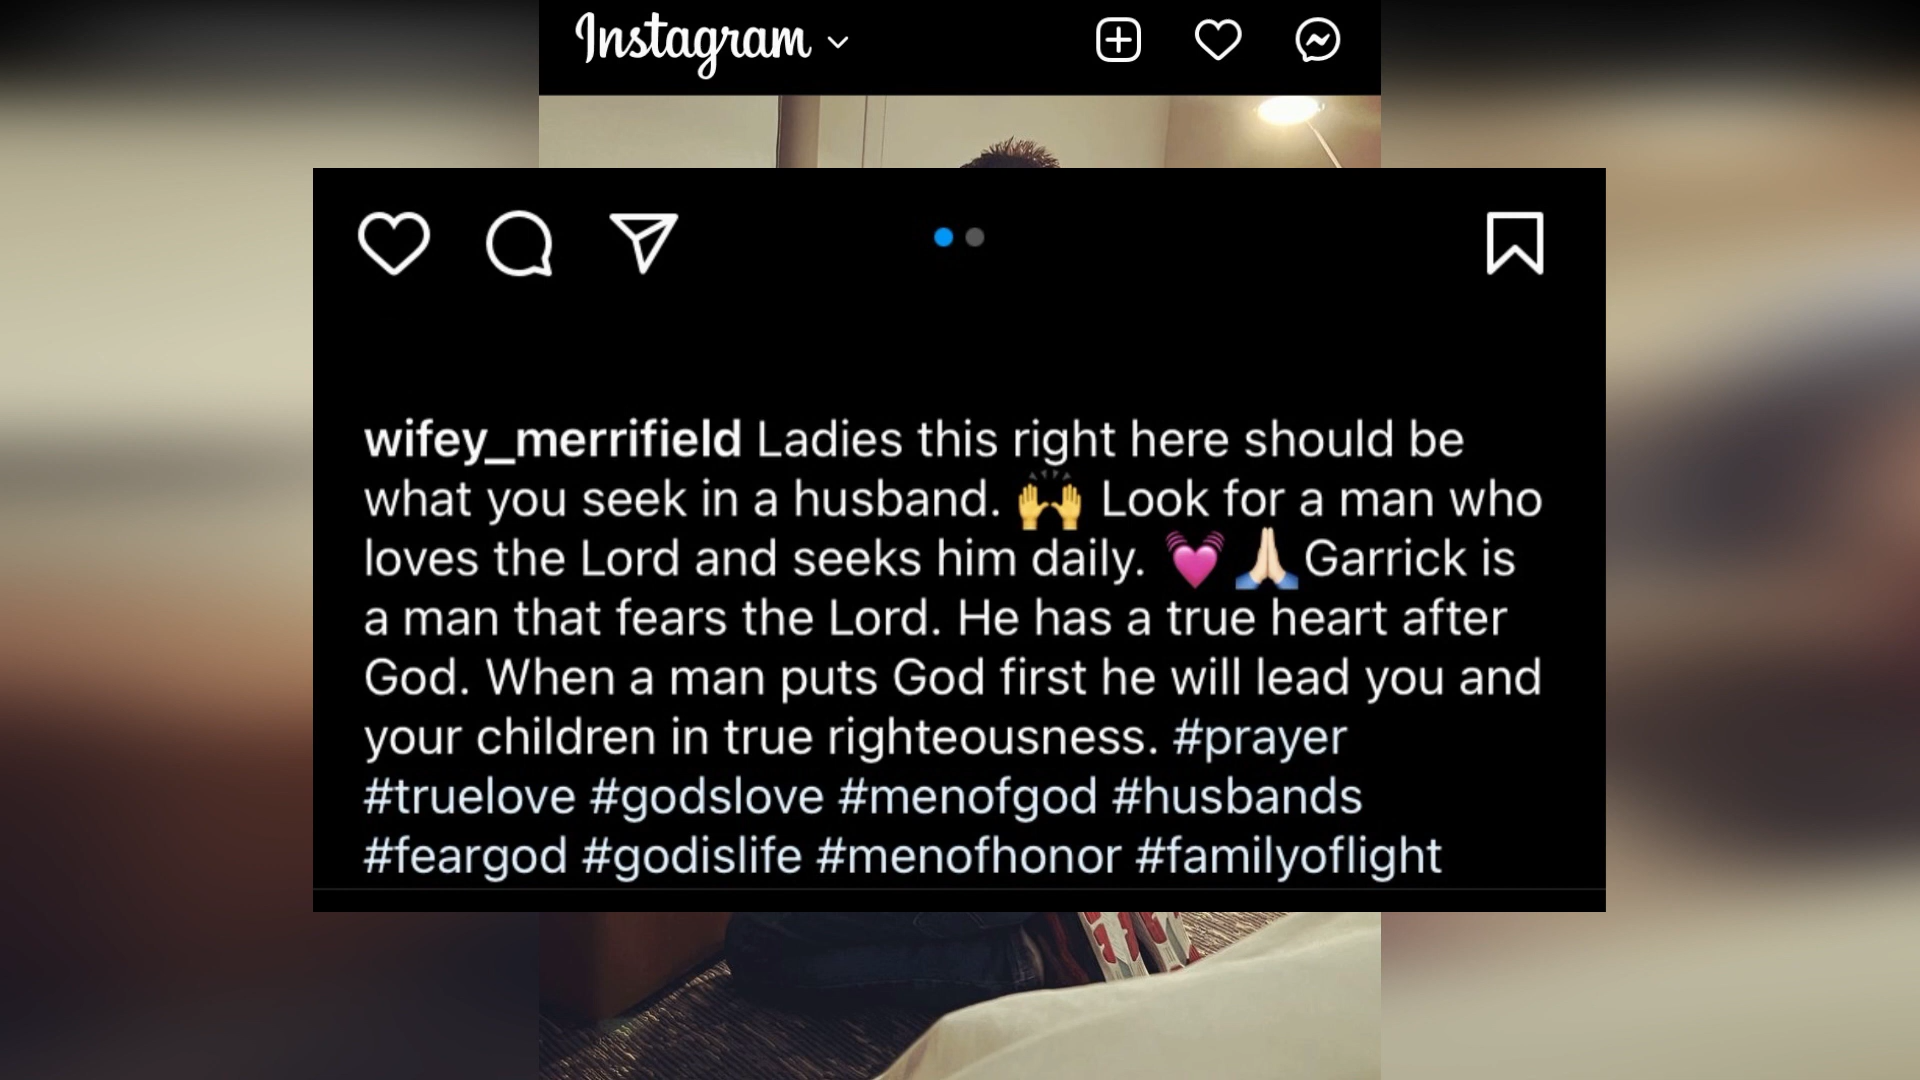 Instagram
wifey_merrifield Ladies this right here should be
what you seek in a husband. 🙌 Look for a man who
loves the Lord and seeks him daily. 💓🙏🏻Garrick is
a man that fears the Lord. He has a true heart after
God. When a man puts God first he will lead you and
your children in true righteousness. #prayer
#truelove #godslove #menofgod #husbands
#feargod #godislife #menofhonor #familyoflight